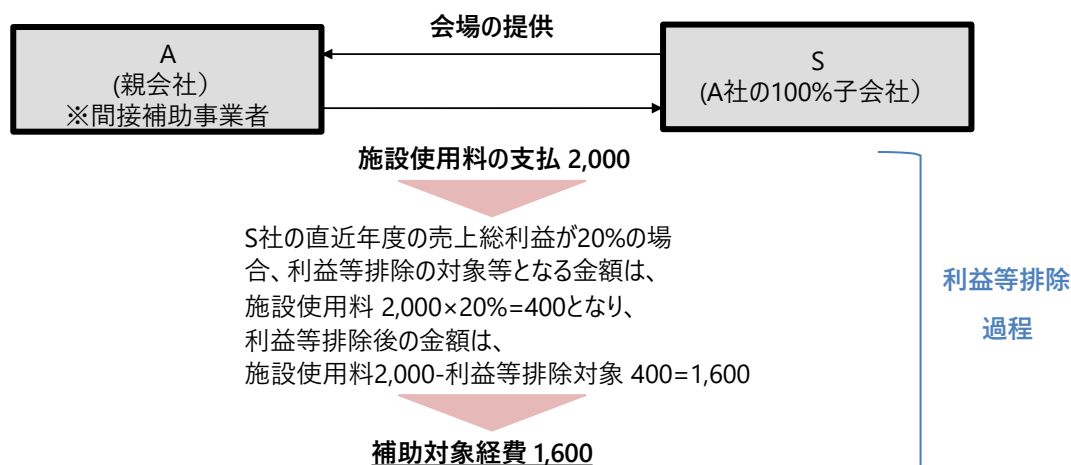 会場の提供
A
(親会社）
※間接補助事業者
S
(A社の100%子会社）
施設使用料の支払 2,000
S社の直近年度の売上総利益が20%の場
合、利益等排除の対象等となる金額は、
施設使用料 2,000×20%=400となり、
利益等排除後の金額は、
施設使用料2,000-利益等排除対象 400=1,600
利益等排除
過程
補助対象経費 1,600